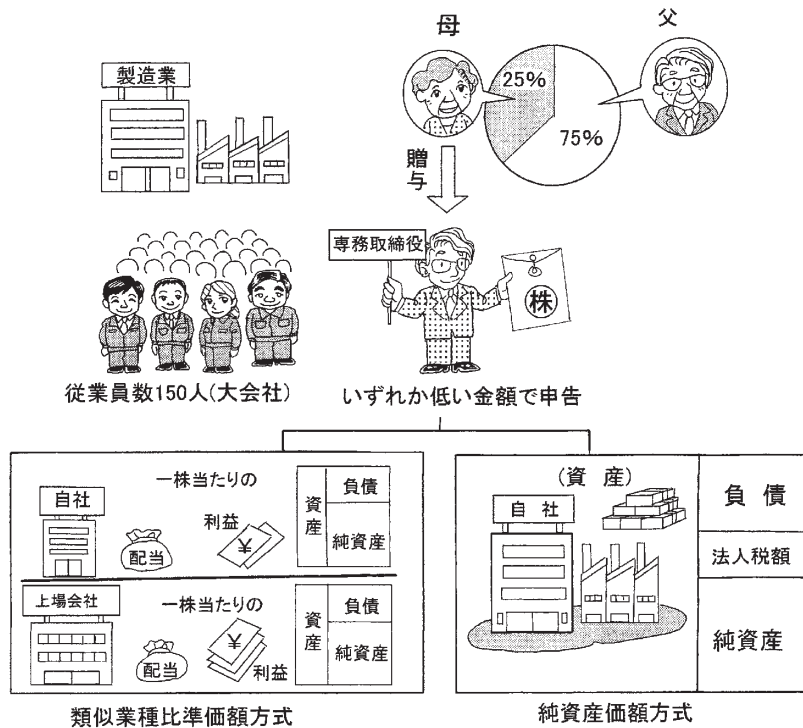 製造業
母
父
25%
75%
贈与
専務取締役
株
従業員数150人(大会社)
いずれか低い金額で申告
自社
一株当たりの
配当
利益
¥
資産
負債
純資産
上場会社
一株当たりの
配当
¥
利益
資産
負債
純資産
類似業種比準価額方式
(資産)
自社
負債
法人税額
純資産
純資産価額方式